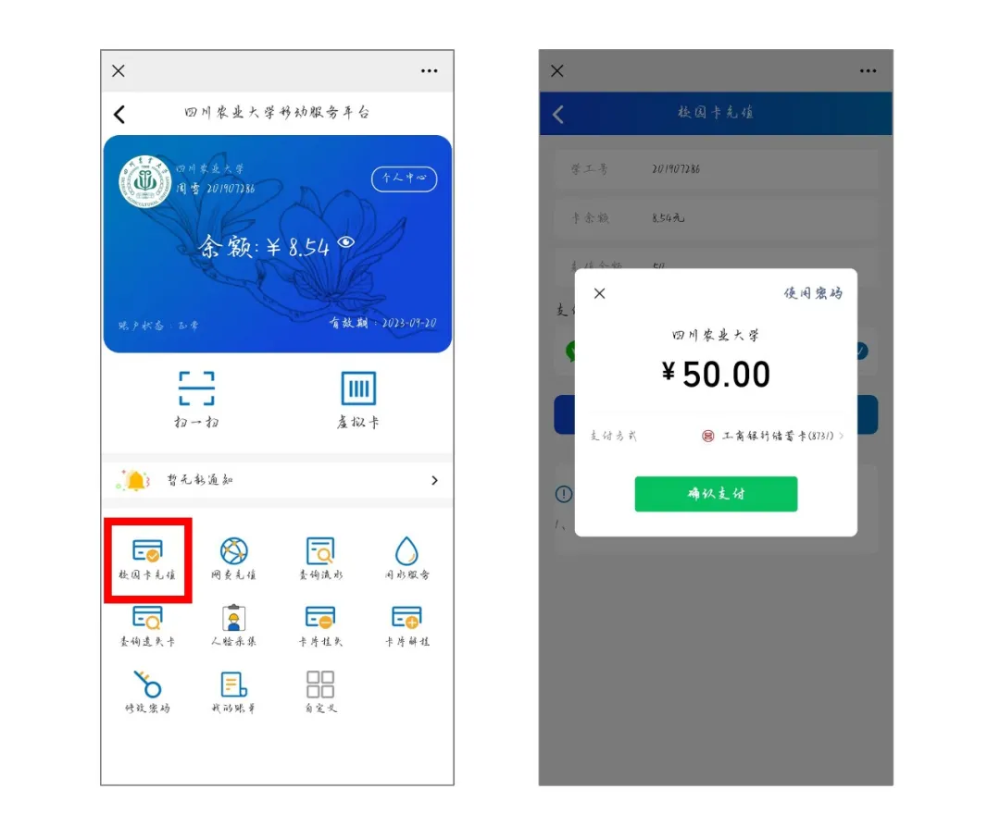 四川农业大学移动服务平台
四川农业大学
周雪 201907286
个人中心
余额:¥ 8.54
账户状态：正常
有效期：2023-09-20
扫一扫
虚拟卡
暂无新通知
校园卡充值
网费充值
查询流水
用水服务
查询遗失卡
人脸采集
卡片挂失
卡片解挂
修改密码
我的账单
自定义
校园卡充值
学工号 201907286
卡余额 8.54元
充值金额 50
支
使用密码
四川农业大学
¥50.00
支付方式 工商银行储蓄卡(8731)
确认支付
1、